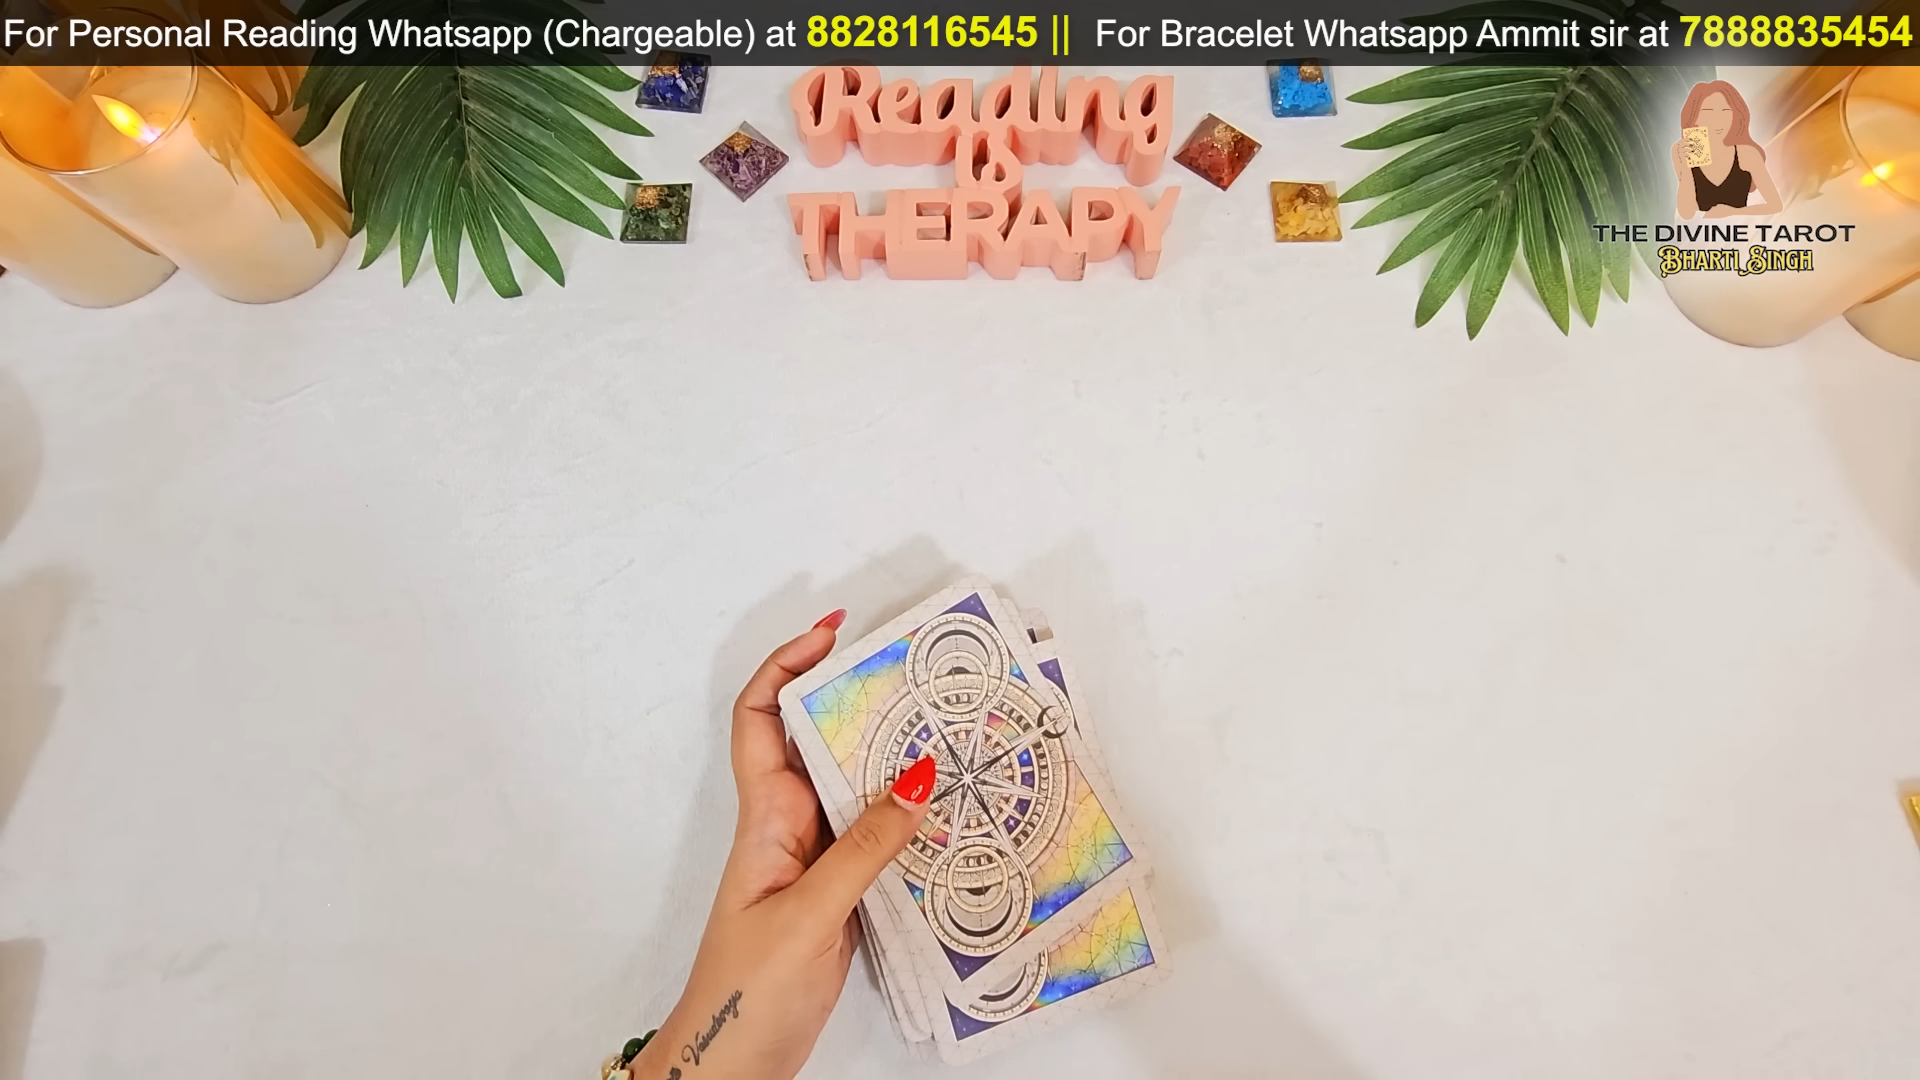 For Personal Reading Whatsapp (Chargeable) at 8828116545 || For Bracelet Whatsapp Ammit sir at 7888835454
Reading
is
THERAPY
THE DIVINE TAROT
BHARTI SINGH
Vasudevaya